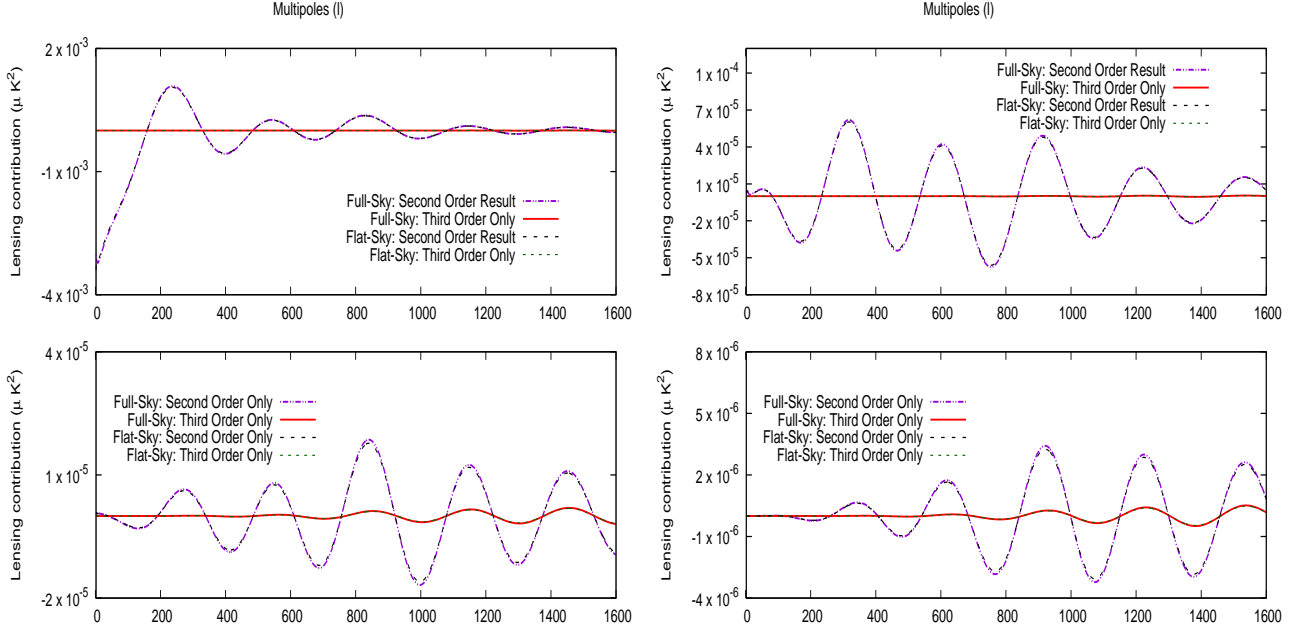 Multipoles (l)
Multipoles (l)
Lensing contribution (μ K²)
2 x 10⁻³
-1 x 10⁻³
-4 x 10⁻³
Full-Sky: Second Order Result
Full-Sky: Third Order Only
Flat-Sky: Second Order Result
Flat-Sky: Third Order Only
0 200 400 600 800 1000 1200 1400 1600
Lensing contribution (μ K²)
1 x 10⁻⁴
7 x 10⁻⁵
4 x 10⁻⁵
1 x 10⁻⁵
-2 x 10⁻⁵
-5 x 10⁻⁵
-8 x 10⁻⁵
Full-Sky: Second Order Result
Full-Sky: Third Order Only
Flat-Sky: Second Order Result
Flat-Sky: Third Order Only
0 200 400 600 800 1000 1200 1400 1600
Lensing contribution (μ K²)
4 x 10⁻⁵
1 x 10⁻⁵
-2 x 10⁻⁵
Full-Sky: Second Order Only
Full-Sky: Third Order Only
Flat-Sky: Second Order Only
Flat-Sky: Third Order Only
0 200 400 600 800 1000 1200 1400 1600
Lensing contribution (μ K²)
8 x 10⁻⁶
5 x 10⁻⁶
2 x 10⁻⁶
-1 x 10⁻⁶
-4 x 10⁻⁶
Full-Sky: Second Order Only
Full-Sky: Third Order Only
Flat-Sky: Second Order Only
Flat-Sky: Third Order Only
0 200 400 600 800 1000 1200 1400 1600